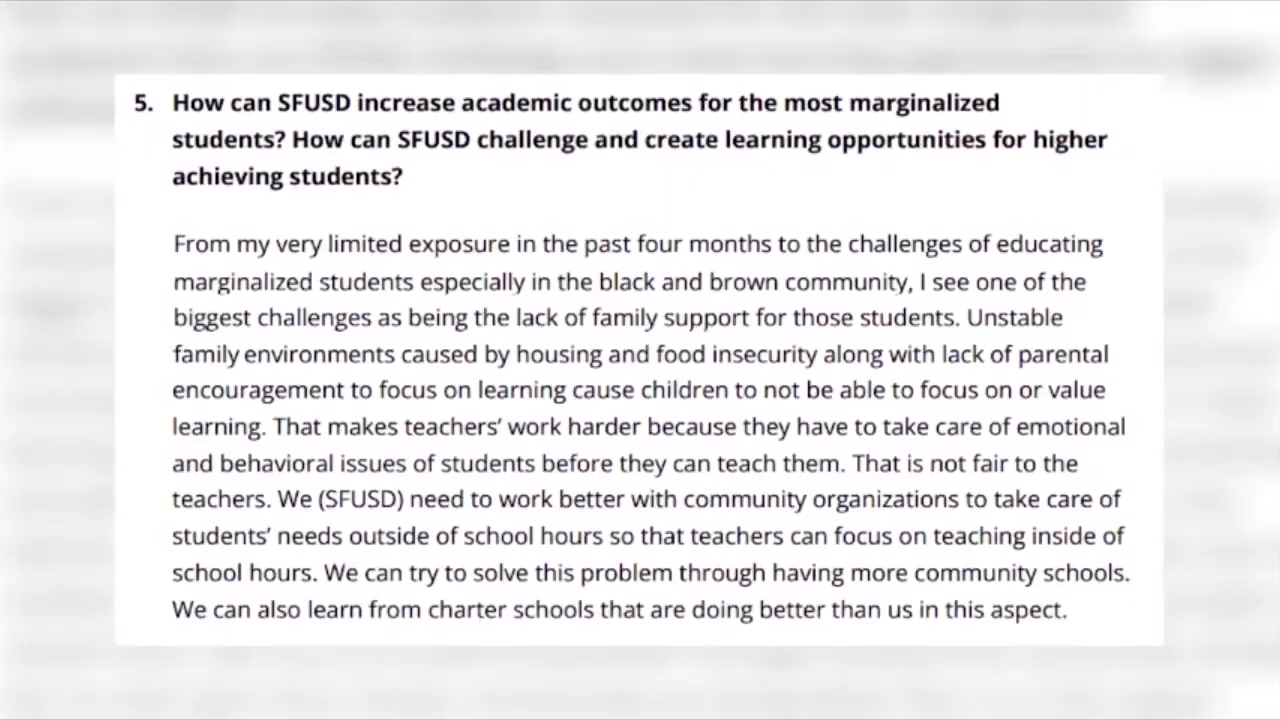 5. How can SFUSD increase academic outcomes for the most marginalized
students? How can SFUSD challenge and create learning opportunities for higher
achieving students?
From my very limited exposure in the past four months to the challenges of educating
marginalized students especially in the black and brown community, I see one of the
biggest challenges as being the lack of family support for those students. Unstable
family environments caused by housing and food insecurity along with lack of parental
encouragement to focus on learning cause children to not be able to focus on or value
learning. That makes teachers’ work harder because they have to take care of emotional
and behavioral issues of students before they can teach them. That is not fair to the
teachers. We (SFUSD) need to work better with community organizations to take care of
students’ needs outside of school hours so that teachers can focus on teaching inside of
school hours. We can try to solve this problem through having more community schools.
We can also learn from charter schools that are doing better than us in this aspect.